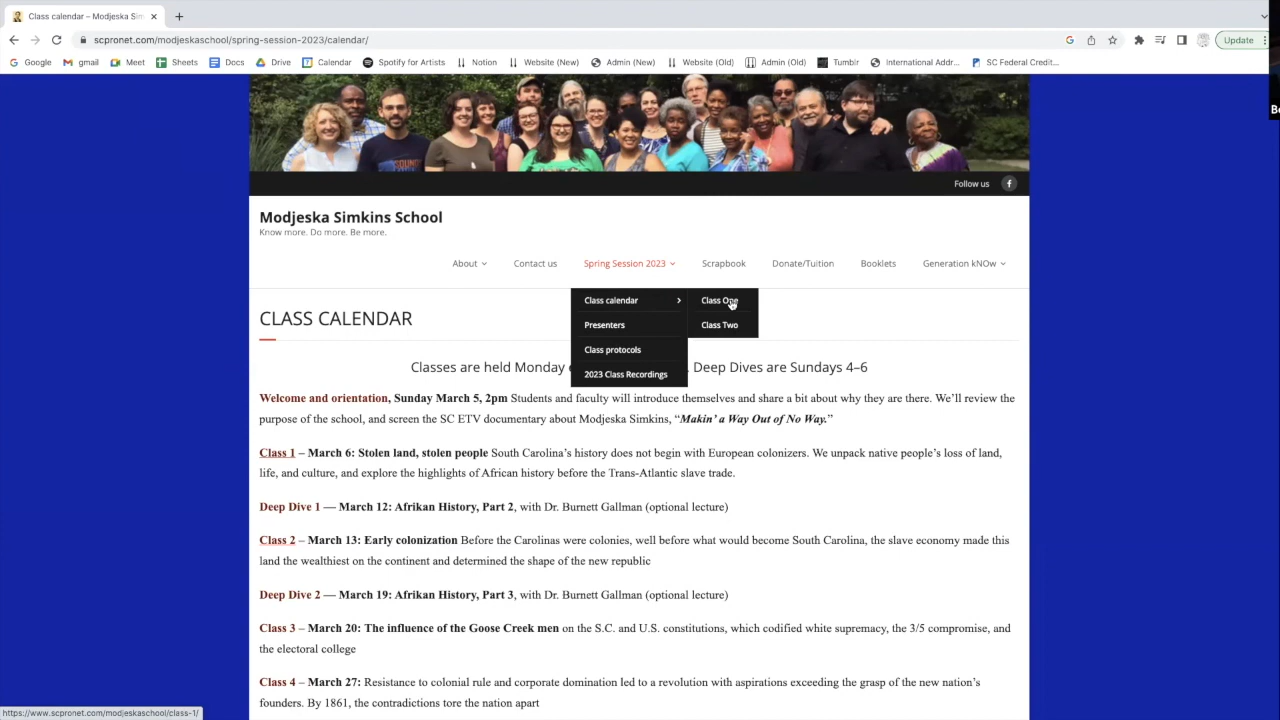 Class calendar – Modjeska Sim
scpronet.com/modjeskaschool/spring-session-2023/calendar/
Update
Google gmail Meet Sheets Docs Drive Calendar Spotify for Artists Notion Website (New) Admin (New) Website (Old) Admin (Old) Tumblr International Addr... SC Federal Credit...
Follow us
Modjeska Simkins School
Know more. Do more. Be more.
About Contact us Spring Session 2023 Scrapbook Donate/Tuition Booklets Generation kNOw
Class calendar Class One
Presenters Class Two
Class protocols
2023 Class Recordings
CLASS CALENDAR
Classes are held Monday Deep Dives are Sundays 4–6
Welcome and orientation, Sunday March 5, 2pm Students and faculty will introduce themselves and share a bit about why they are there. We’ll review the
purpose of the school, and screen the SC ETV documentary about Modjeska Simkins, “Makin’ a Way Out of No Way.”
Class 1 – March 6: Stolen land, stolen people South Carolina’s history does not begin with European colonizers. We unpack native people’s loss of land,
life, and culture, and explore the highlights of African history before the Trans-Atlantic slave trade.
Deep Dive 1 — March 12: Afrikan History, Part 2, with Dr. Burnett Gallman (optional lecture)
Class 2 – March 13: Early colonization Before the Carolinas were colonies, well before what would become South Carolina, the slave economy made this
land the wealthiest on the continent and determined the shape of the new republic
Deep Dive 2 — March 19: Afrikan History, Part 3, with Dr. Burnett Gallman (optional lecture)
Class 3 – March 20: The influence of the Goose Creek men on the S.C. and U.S. constitutions, which codified white supremacy, the 3/5 compromise, and
the electoral college
Class 4 – March 27: Resistance to colonial rule and corporate domination led to a revolution with aspirations exceeding the grasp of the new nation’s
founders. By 1861, the contradictions tore the nation apart
https://www.scpronet.com/modjeskaschool/class-1/